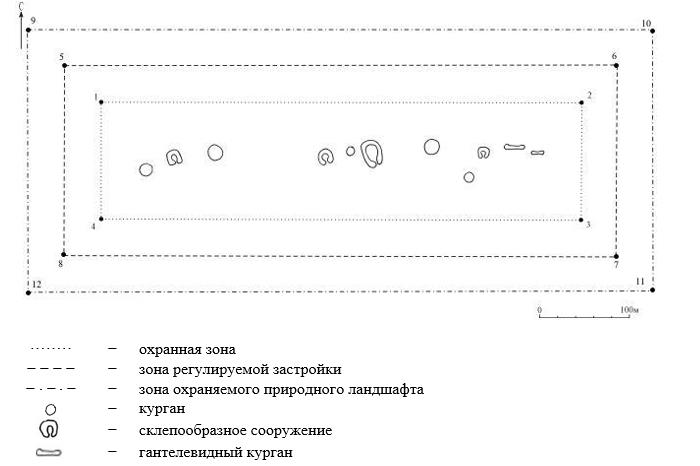 С
9
10
5
6
1
2
4
3
8
7
12
11
0 100м
– охранная зона
– зона регулируемой застройки
– зона охраняемого природного ландшафта
– курган
– склепообразное сооружение
– гантелевидный курган